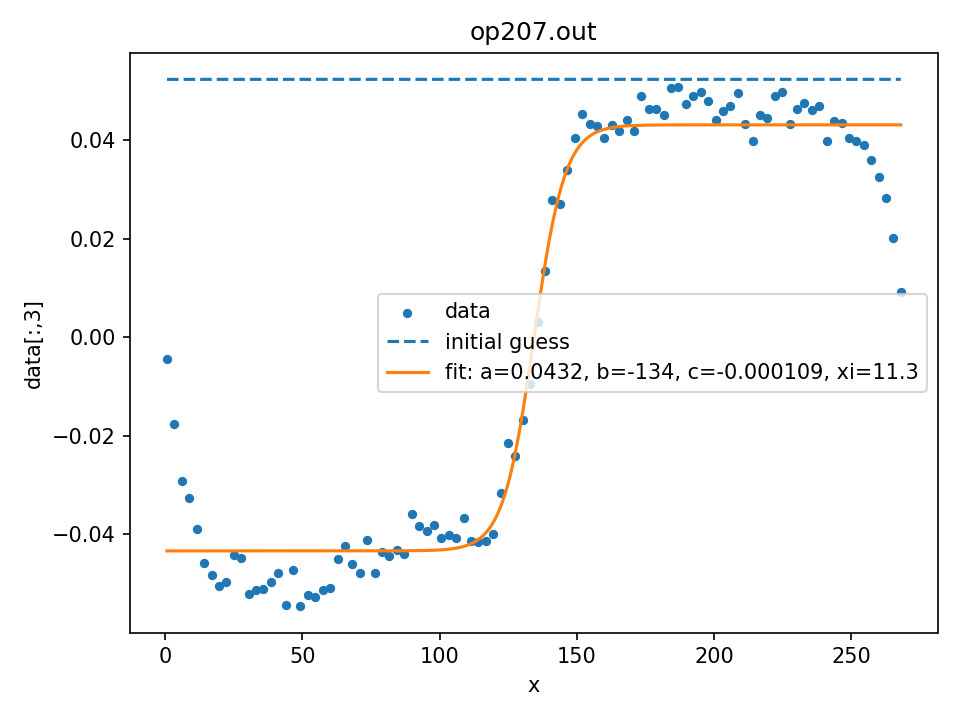 op207.out
0.04
0.02
0.00
−0.02
−0.04
data[:,3]
data
initial guess
fit: a=0.0432, b=-134, c=-0.000109, xi=11.3
0 50 100 150 200 250
x